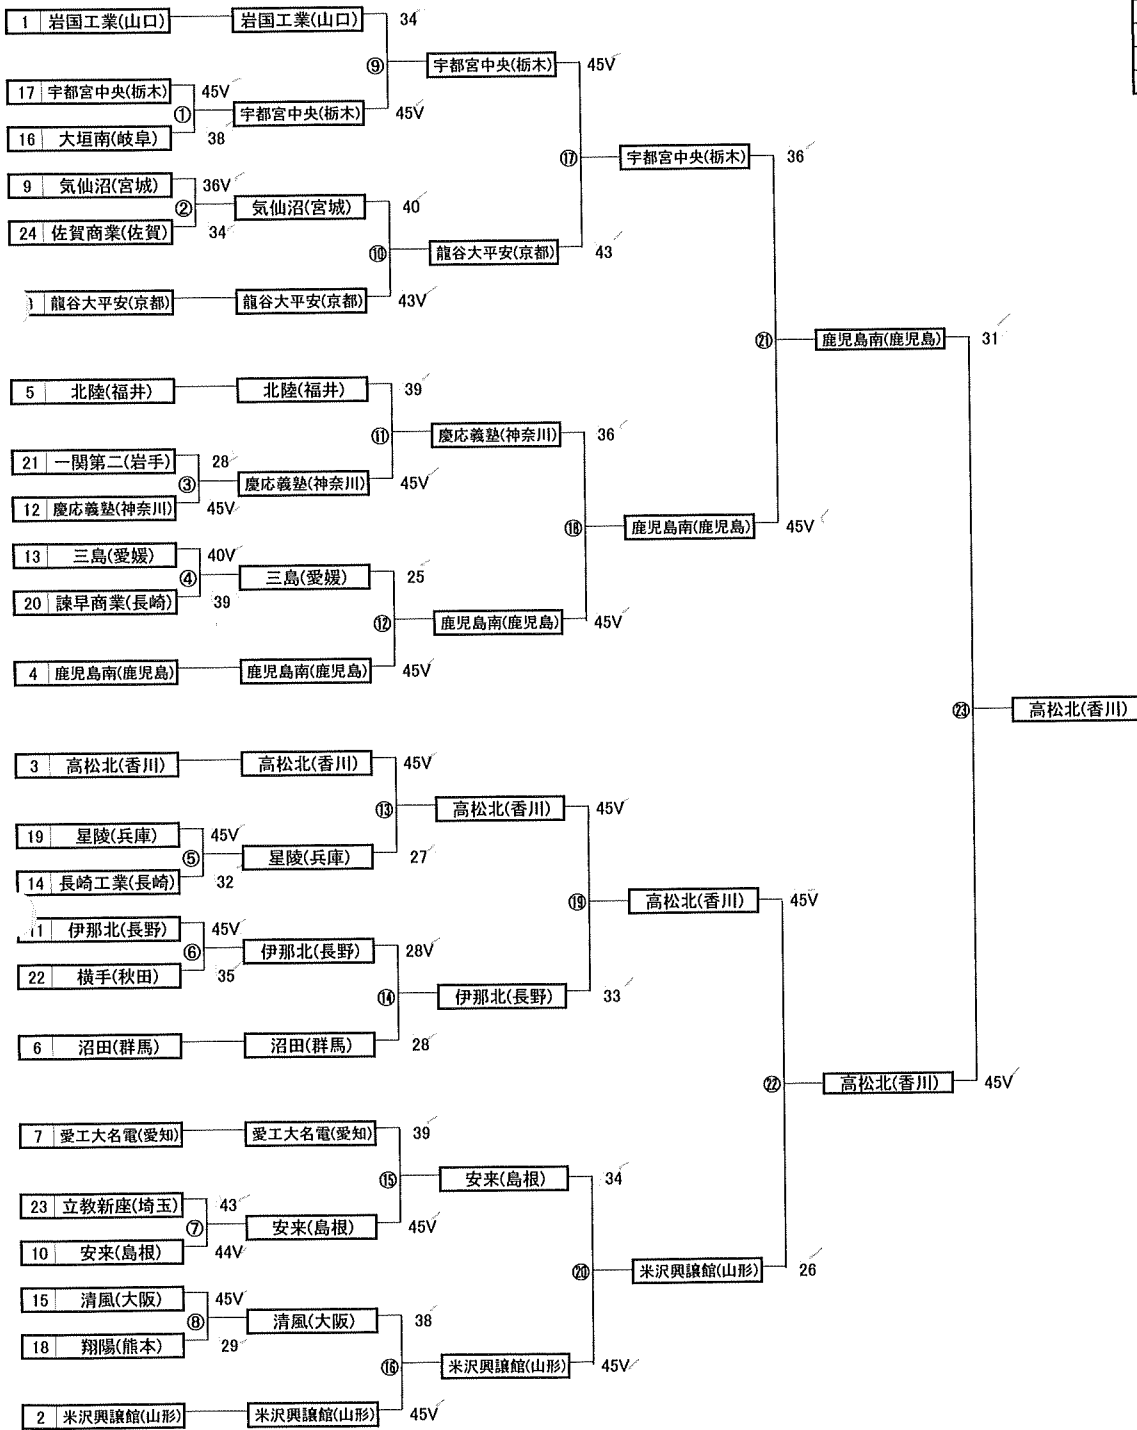 1 岩国工業(山口) 岩国工業(山口) 34
⑨ 宇都宮中央(栃木) 45V
17 宇都宮中央(栃木) 45V
① 宇都宮中央(栃木) 45V
16 大垣南(岐阜) 38
⑰ 宇都宮中央(栃木) 36
9 気仙沼(宮城) 36V
② 気仙沼(宮城) 40
24 佐賀商業(佐賀) 34
⑩ 龍谷大平安(京都) 43
龍谷大平安(京都) 龍谷大平安(京都) 43V
㉑ 鹿児島南(鹿児島) 31
5 北陸(福井) 北陸(福井) 39
⑪ 慶応義塾(神奈川) 36
21 一関第二(岩手) 28
③ 慶応義塾(神奈川) 45V
12 慶応義塾(神奈川) 45V
⑱ 鹿児島南(鹿児島) 45V
13 三島(愛媛) 40V
④ 三島(愛媛) 25
20 諫早商業(長崎) 39
⑫ 鹿児島南(鹿児島) 45V
4 鹿児島南(鹿児島) 鹿児島南(鹿児島) 45V
㉓ 高松北(香川)
3 高松北(香川) 高松北(香川) 45V
⑬ 高松北(香川) 45V
19 星陵(兵庫) 45V
⑤ 星陵(兵庫) 27
14 長崎工業(長崎) 32
⑲ 高松北(香川) 45V
11 伊那北(長野) 45V
⑥ 伊那北(長野) 28V
22 横手(秋田) 35
⑭ 伊那北(長野) 33
6 沼田(群馬) 沼田(群馬) 28
㉒ 高松北(香川) 45V
7 愛工大名電(愛知) 愛工大名電(愛知) 39
⑮ 安来(島根) 34
23 立教新座(埼玉) 43
⑦ 安来(島根) 45V
10 安来(島根) 44V
⑳ 米沢興譲館(山形) 26
15 清風(大阪) 45V
⑧ 清風(大阪) 38
18 翔陽(熊本) 29
⑯ 米沢興譲館(山形) 45V
2 米沢興譲館(山形) 米沢興譲館(山形) 45V